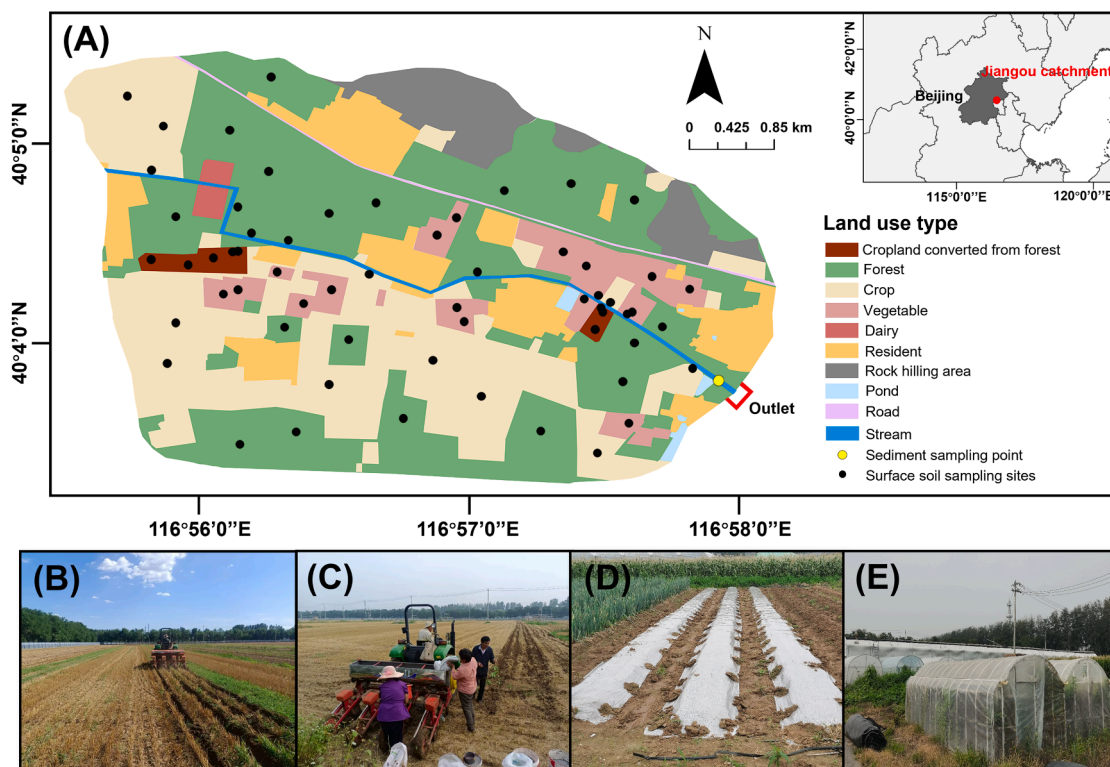 (A)
N
0 0.425 0.85 km
40°5'0''N
40°4'0''N
116°56'0''E
116°57'0''E
116°58'0''E
Outlet
42°0'0''N
40°0'0''N
115°0'0''E
120°0'0''E
Jiangou catchment
Beijing
Land use type
Cropland converted from forest
Forest
Crop
Vegetable
Dairy
Resident
Rock hilling area
Pond
Road
Stream
Sediment sampling point
Surface soil sampling sites
(B)
(C)
(D)
(E)